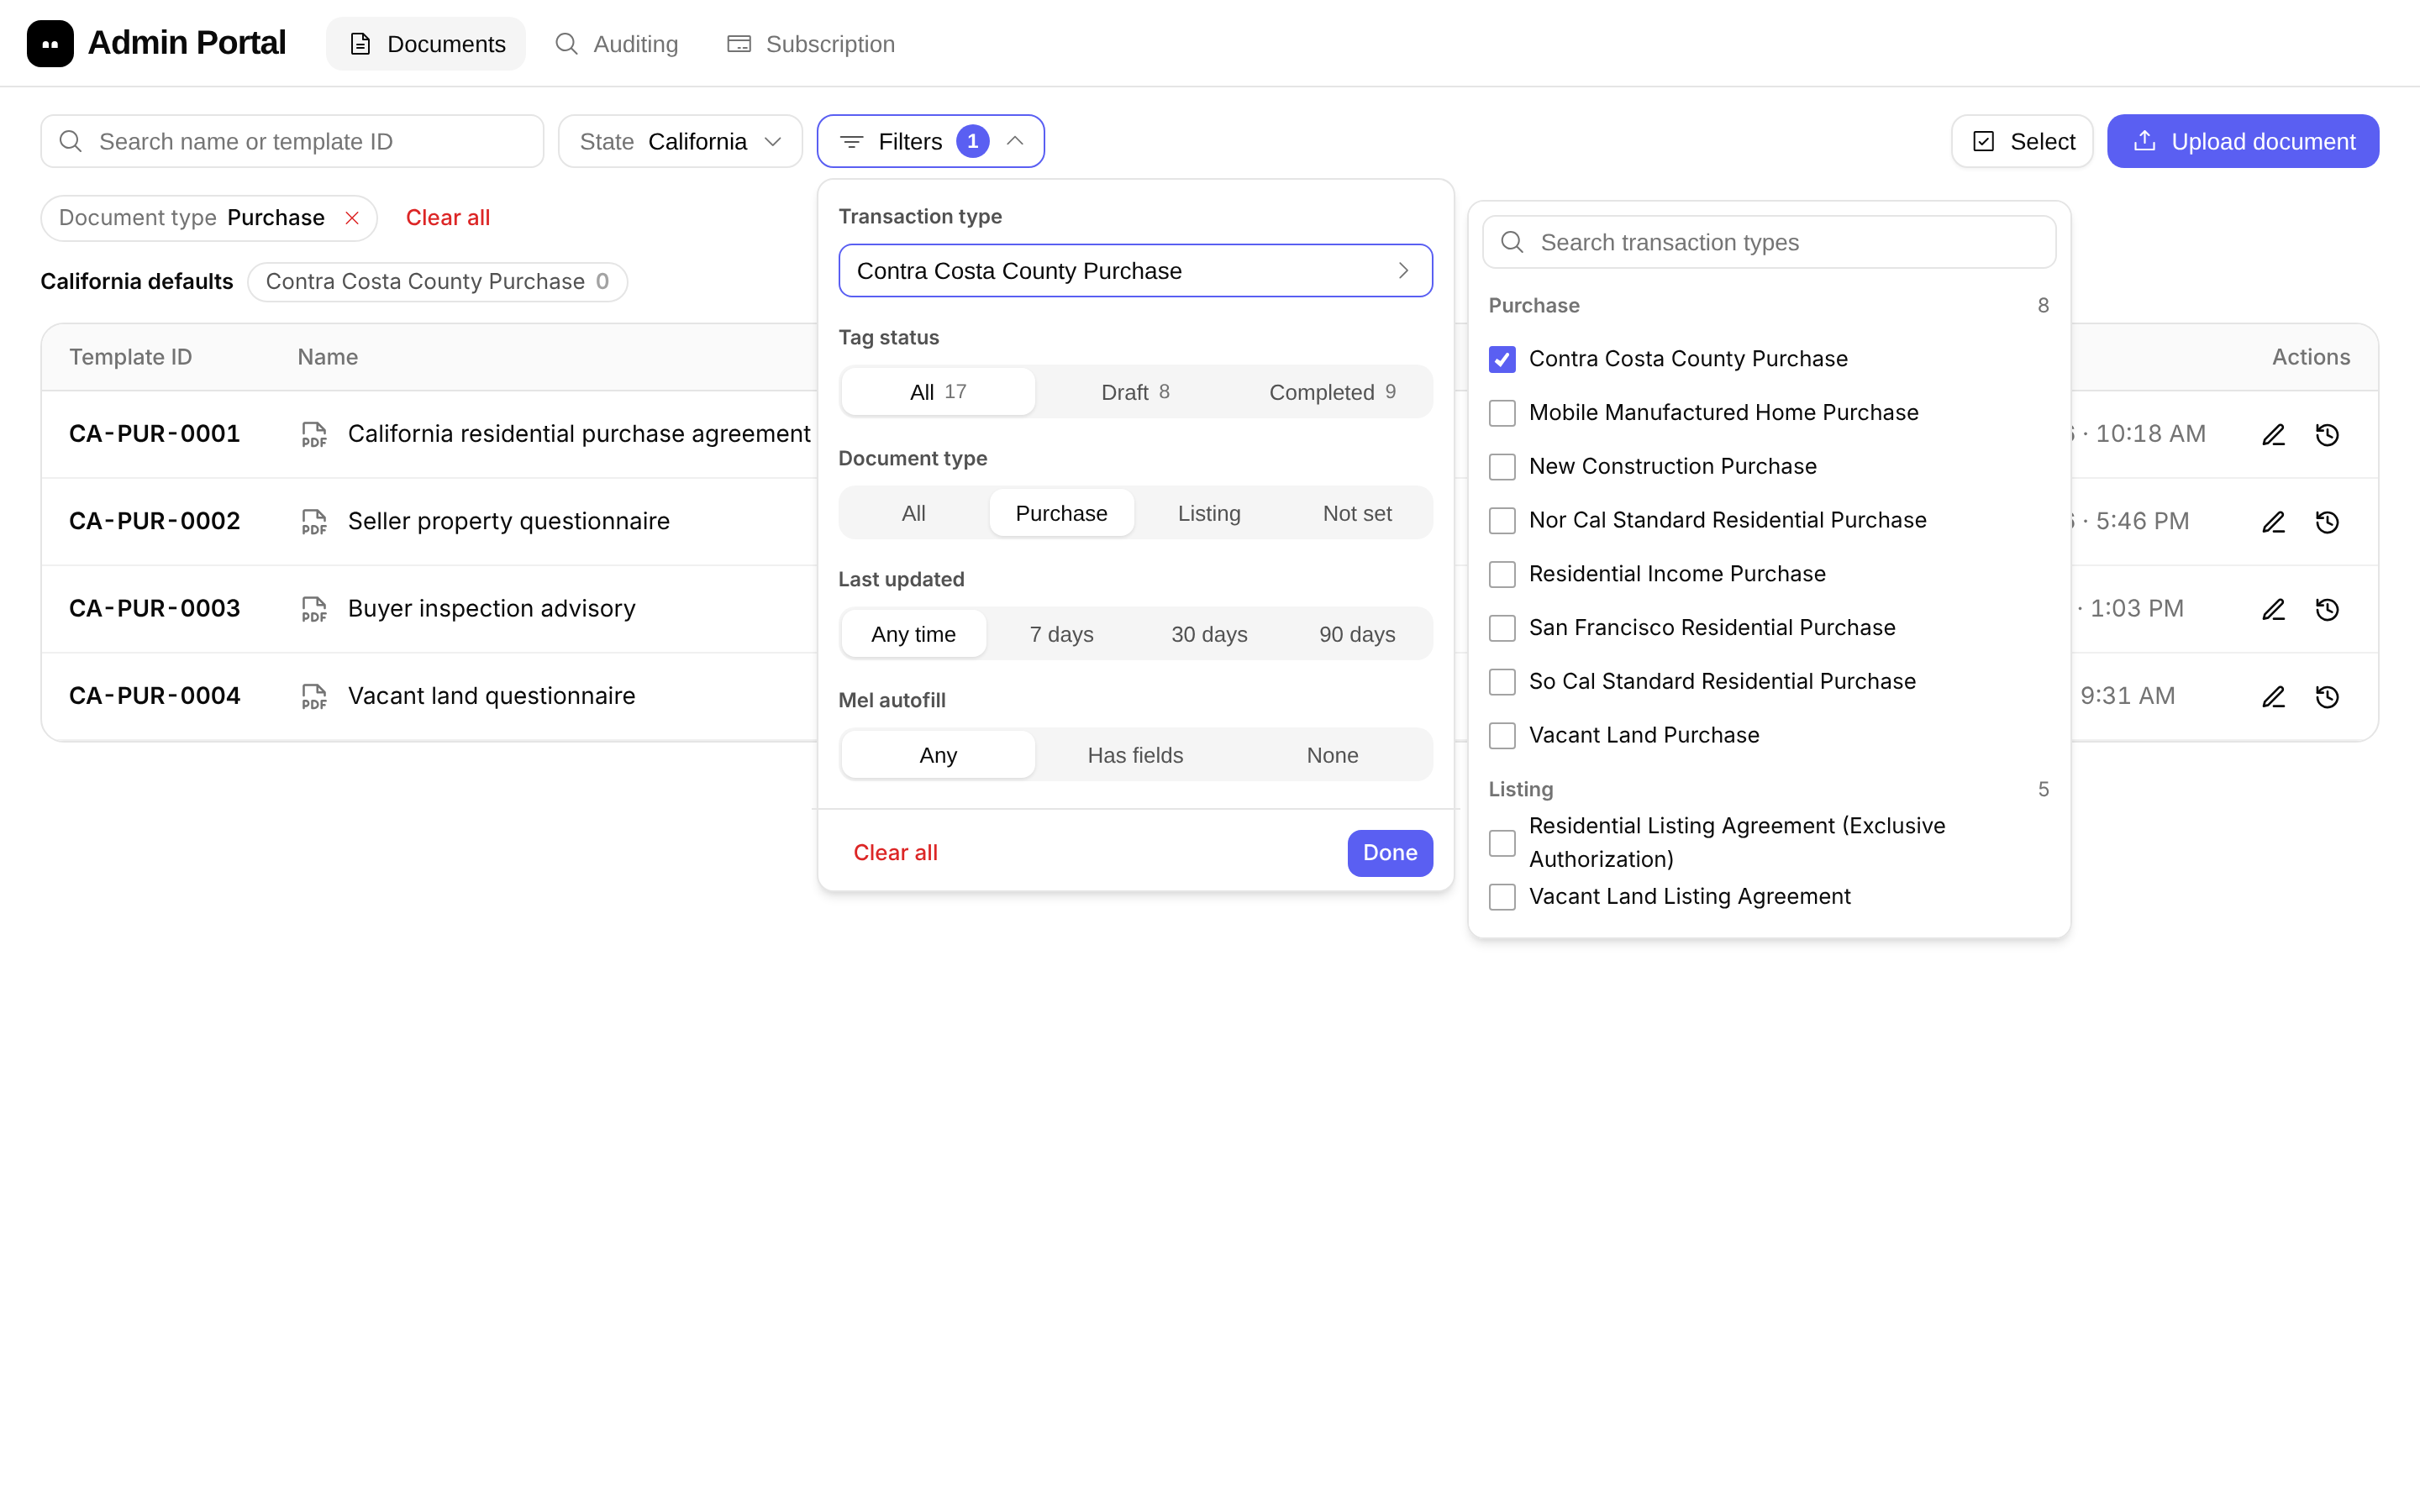 Admin Portal
Documents
Auditing
Subscription
Search name or template ID
State California
Filters 1
Select
Upload document
Document type Purchase
Clear all
California defaults
Contra Costa County Purchase 0
Template ID
Name
Actions
CA-PUR-0001
PDF
California residential purchase agreement
· 10:18 AM
CA-PUR-0002
PDF
Seller property questionnaire
· 5:46 PM
CA-PUR-0003
PDF
Buyer inspection advisory
· 1:03 PM
CA-PUR-0004
PDF
Vacant land questionnaire
9:31 AM
Transaction type
Contra Costa County Purchase
Tag status
All 17
Draft 8
Completed 9
Document type
All
Purchase
Listing
Not set
Last updated
Any time
7 days
30 days
90 days
Mel autofill
Any
Has fields
None
Clear all
Done
Search transaction types
Purchase 8
Contra Costa County Purchase
Mobile Manufactured Home Purchase
New Construction Purchase
Nor Cal Standard Residential Purchase
Residential Income Purchase
San Francisco Residential Purchase
So Cal Standard Residential Purchase
Vacant Land Purchase
Listing 5
Residential Listing Agreement (Exclusive
Authorization)
Vacant Land Listing Agreement